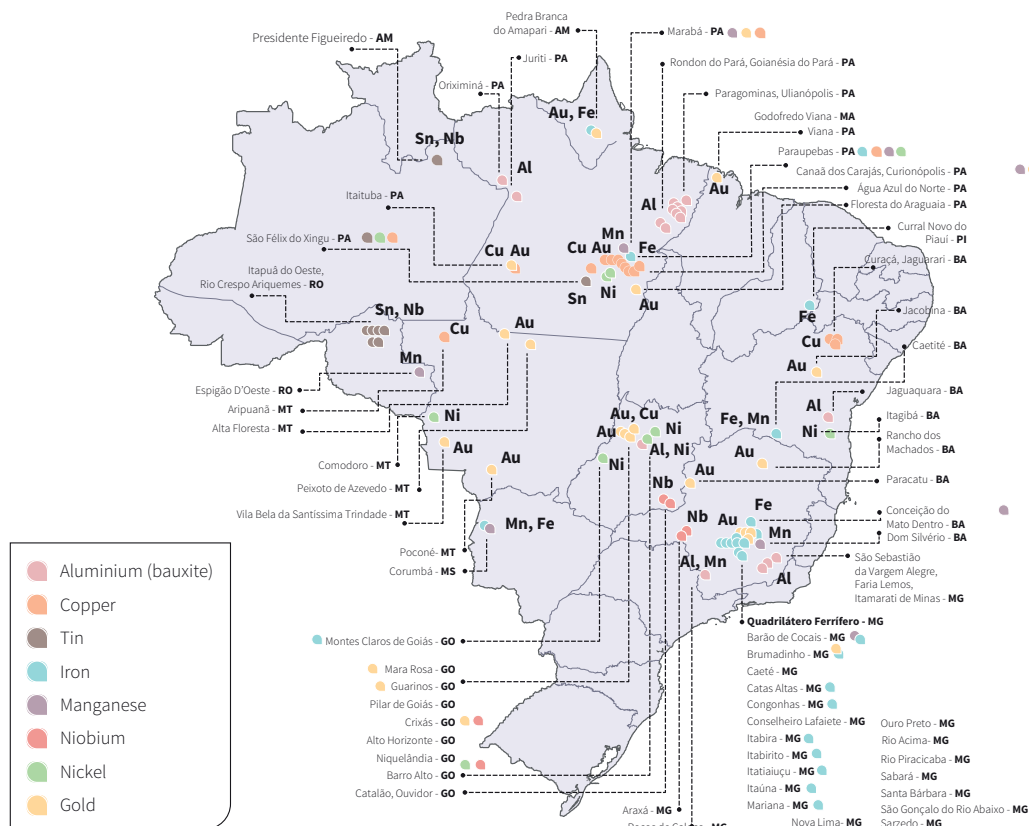 Pedra Branca
do Amapari - AM
Presidente Figueiredo - AM
Marabá - PA
Juriti - PA
Rondon do Pará, Goianésia do Pará - PA
Oriximiná - PA
Paragominas, Ulianópolis - PA
Au, Fe
Godofredo Viana - MA
Viana - PA
Sn, Nb
Paraupebas - PA
Al
Canaã dos Carajás, Curionópolis - PA
Au
Água Azul do Norte - PA
Itaituba - PA
Al
Floresta do Araguaia - PA
Curral Novo do
Piauí - PI
São Félix do Xingu - PA
Mn
Cu Au
Cu Au
Fe
Curaçá, Jaguarari - BA
Itapuã do Oeste,
Rio Crespo Ariquemes - RO
Sn
Ni
Au
Sn, Nb
Fe
Jacobina - BA
Cu
Au
Cu
Caetité - BA
Mn
Au
Espigão D'Oeste - RO
Jaguaquara - BA
Aripuanã - MT
Ni
Au, Cu
Al
Itagibá - BA
Alta Floresta - MT
Au
Ni
Fe, Mn
Ni
Rancho dos
Machados - BA
Au
Al, Ni
Comodoro - MT
Au
Ni
Au
Au
Paracatu - BA
Peixoto de Azevedo - MT
Nb
Vila Bela da Santíssima Trindade - MT
Fe
Conceição do
Mato Dentro - BA
Mn, Fe
Nb
Au
Mn
Dom Silvério - BA
Poconé- MT
Corumbá - MS
Al, Mn
Al
São Sebastião
da Vargem Alegre,
Faria Lemos,
Itamarati de Minas - MG
Aluminium (bauxite)
Copper
Tin
Iron
Manganese
Niobium
Nickel
Gold
Montes Claros de Goiás - GO
Mara Rosa - GO
Guarinos - GO
Pilar de Goiás - GO
Crixás - GO
Alto Horizonte - GO
Niquelândia - GO
Barro Alto - GO
Catalão, Ouvidor - GO
Araxá - MG
Quadrilátero Ferrífero - MG
Barão de Cocais - MG
Brumadinho - MG
Caeté - MG
Catas Altas - MG
Congonhas - MG
Conselheiro Lafaiete - MG
Itabira - MG
Itabirito - MG
Itatiaiuçu - MG
Itaúna - MG
Mariana - MG
Nova Lima- MG
Ouro Preto - MG
Rio Acima- MG
Rio Piracicaba - MG
Sabará - MG
Santa Bárbara - MG
São Gonçalo do Rio Abaixo - MG
Sarzedo - MG